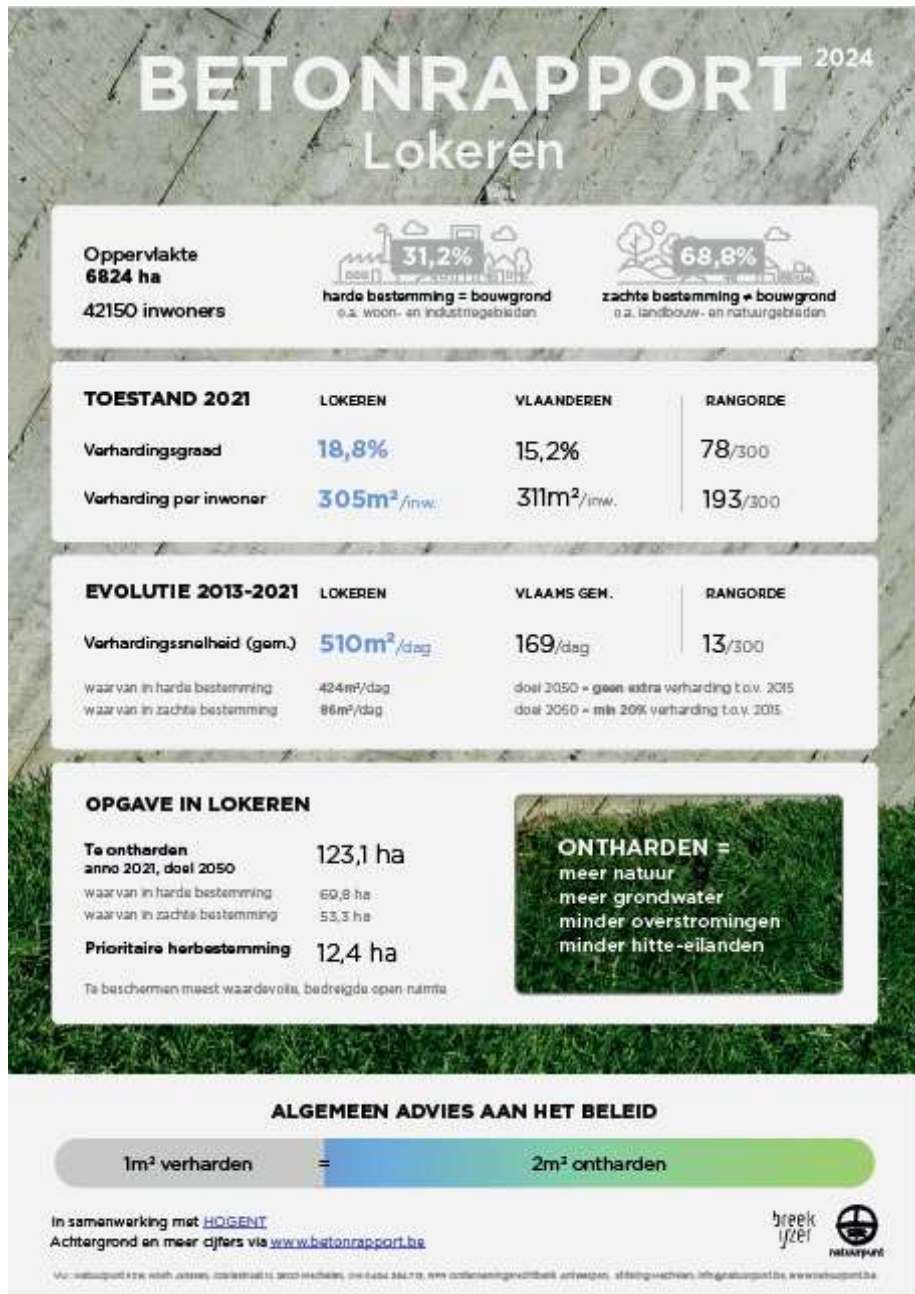 BETONRAPPORT 2024
Lokeren
Oppervlakte
6824 ha
42150 inwoners
31,2%
harde bestemming = bouwgrond
o.a. woon- en industriegebieden
68,8%
zachte bestemming ≠ bouwgrond
o.a. landbouw- en natuurgebieden
TOESTAND 2021 LOKEREN VLAANDEREN RANGORDE
Verhardingsgraad 18,8% 15,2% 78/300
Verharding per inwoner 305m²/inw. 311m²/inw. 193/300
EVOLUTIE 2013-2021 LOKEREN VLAAMS GEM. RANGORDE
Verhardingssnelheid (gem.) 510m²/dag 169/dag 13/300
waarvan in harde bestemming 424m²/dag doel 2050 = geen extra verharding t.o.v. 2015
waarvan in zachte bestemming 86m²/dag doel 2050 = min 20% verharding t.o.v. 2015
OPGAVE IN LOKEREN
Te ontharden
anno 2021, doel 2050 123,1 ha
waarvan in harde bestemming 69,8 ha
waarvan in zachte bestemming 53,3 ha
Prioritaire herbestemming 12,4 ha
Te beschermen meest waardevolle, bedreigde open ruimte
ONTHARDEN =
meer natuur
meer grondwater
minder overstromingen
minder hitte-eilanden
ALGEMEEN ADVIES AAN HET BELEID
1m² verharden = 2m² ontharden
In samenwerking met HOGENT
Achtergrond en meer cijfers via www.betonrapport.be
breek
ijzer
natuurpunt